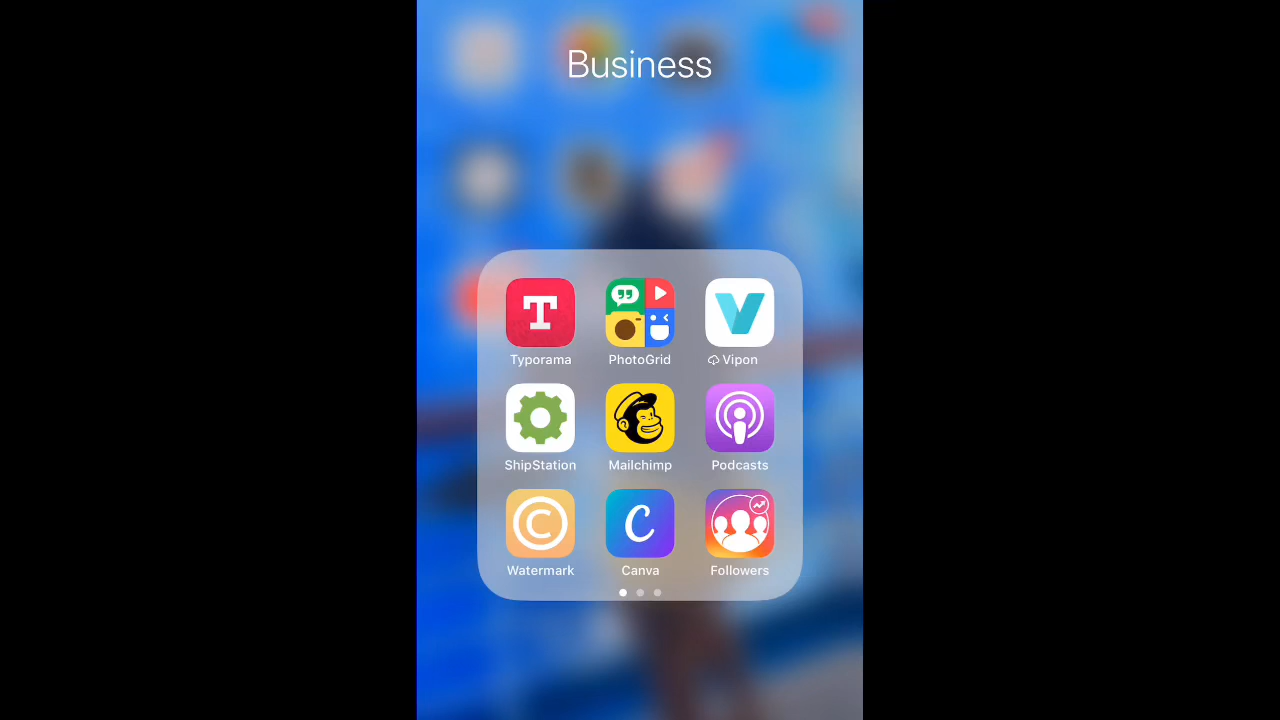 Business
Typorama PhotoGrid Vipon
ShipStation Mailchimp Podcasts
Watermark Canva Followers